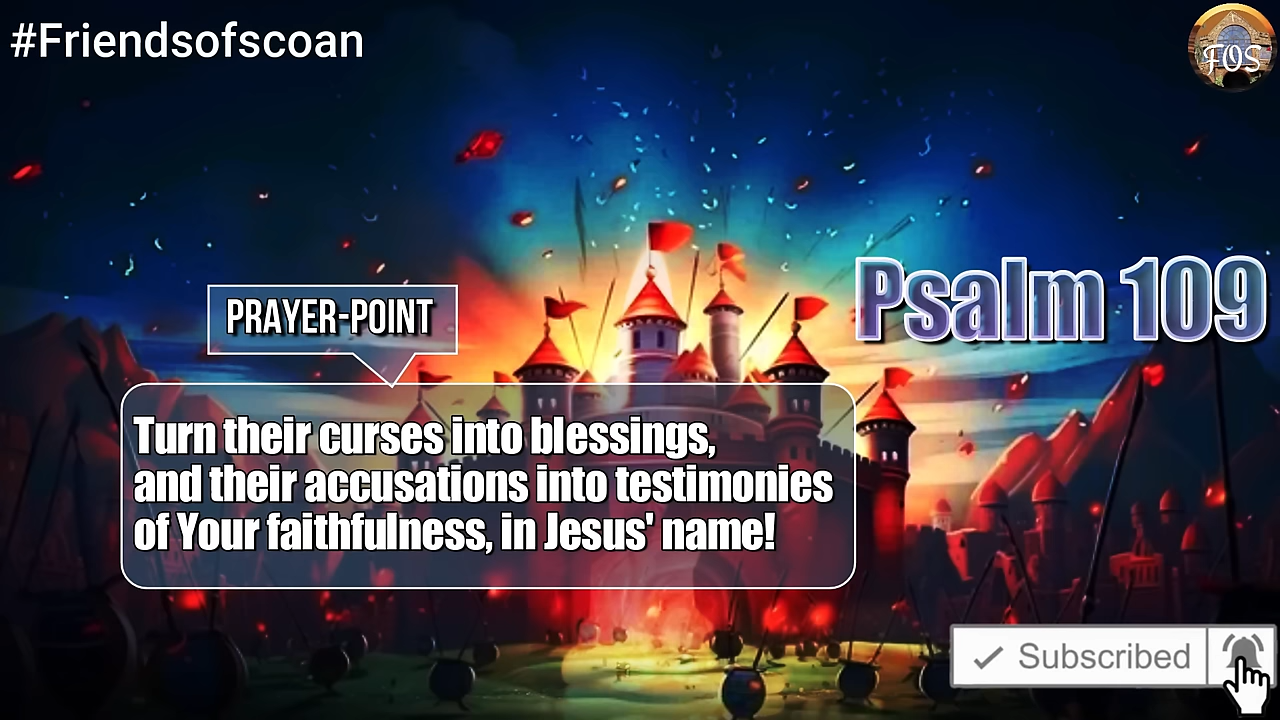 #Friendsofscoan
FOS
Psalm 109
PRAYER-POINT
Turn their curses into blessings,
and their accusations into testimonies
of Your faithfulness, in Jesus' name!
Subscribed